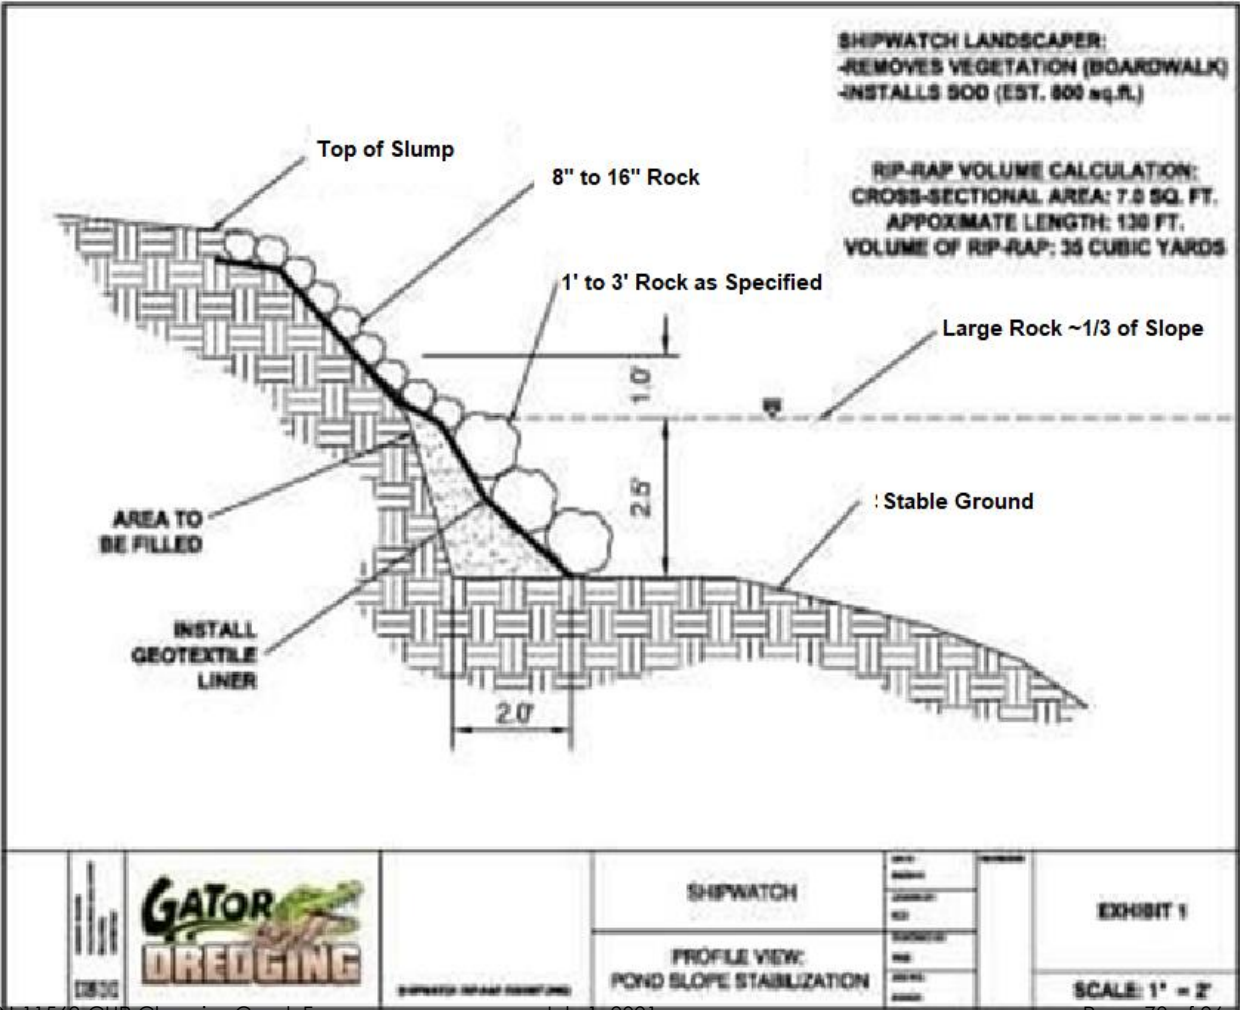 SHIPWATCH LANDSCAPER:
-REMOVES VEGETATION (BOARDWALK)
-INSTALLS SOD (EST. 800 sq.ft.)
Top of Slump
8" to 16" Rock
RIP-RAP VOLUME CALCULATION:
CROSS-SECTIONAL AREA: 7.0 SQ. FT.
APPOXIMATE LENGTH: 130 FT.
VOLUME OF RIP-RAP: 35 CUBIC YARDS
1' to 3' Rock as Specified
Large Rock ~1/3 of Slope
1.0'
2.5'
Stable Ground
AREA TO
BE FILLED
INSTALL
GEOTEXTILE
LINER
2.0'
GATOR
DREDGING
SHIPWATCH
PROFILE VIEW:
POND SLOPE STABILIZATION
EXHIBIT 1
SCALE: 1" = 2'